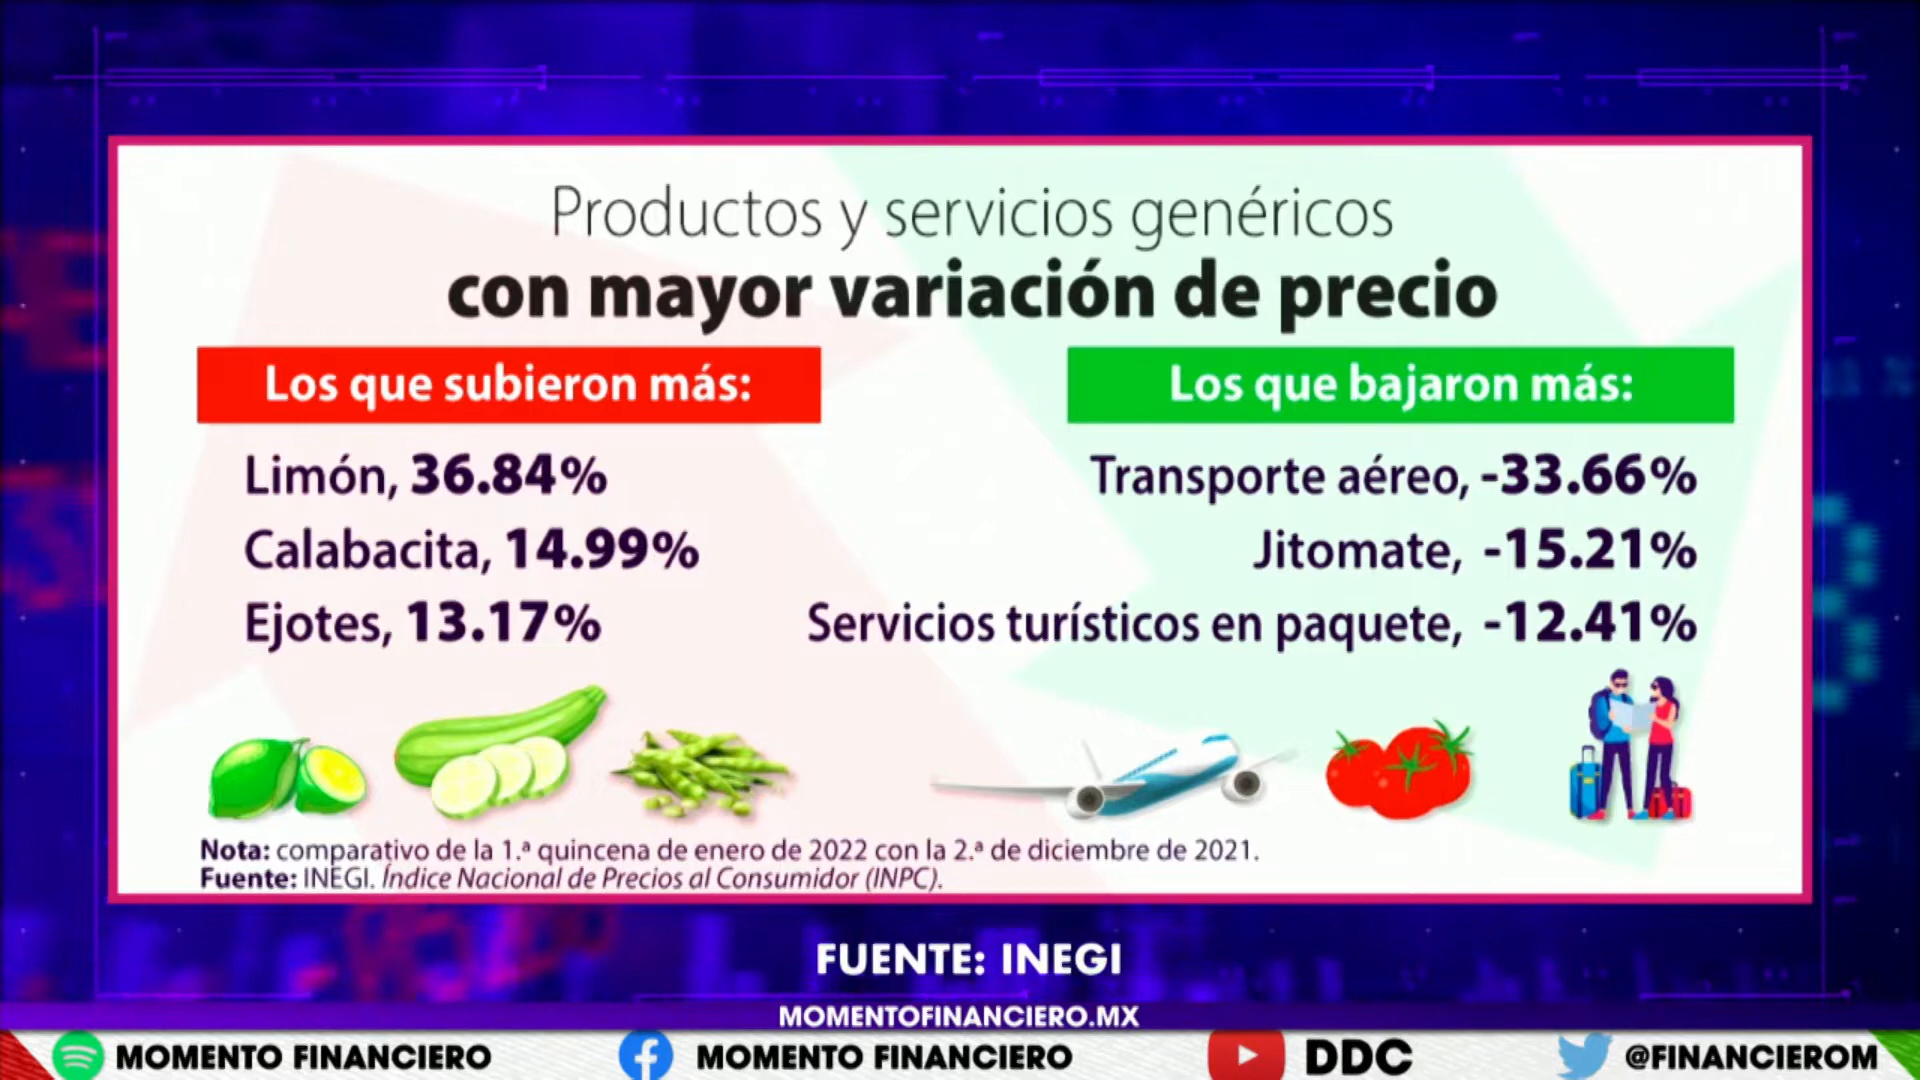 Productos y servicios genéricos
con mayor variación de precio
Los que subieron más:
Limón, 36.84%
Calabacita, 14.99%
Ejotes, 13.17%
Los que bajaron más:
Transporte aéreo, -33.66%
Jitomate, -15.21%
Servicios turísticos en paquete, -12.41%
Nota: comparativo de la 1.ª quincena de enero de 2022 con la 2.ª de diciembre de 2021.
Fuente: INEGI. Índice Nacional de Precios al Consumidor (INPC).
FUENTE: INEGI
MOMENTOFINANCIERO.MX
MOMENTO FINANCIERO
MOMENTO FINANCIERO
DDC
@FINANCIEROM